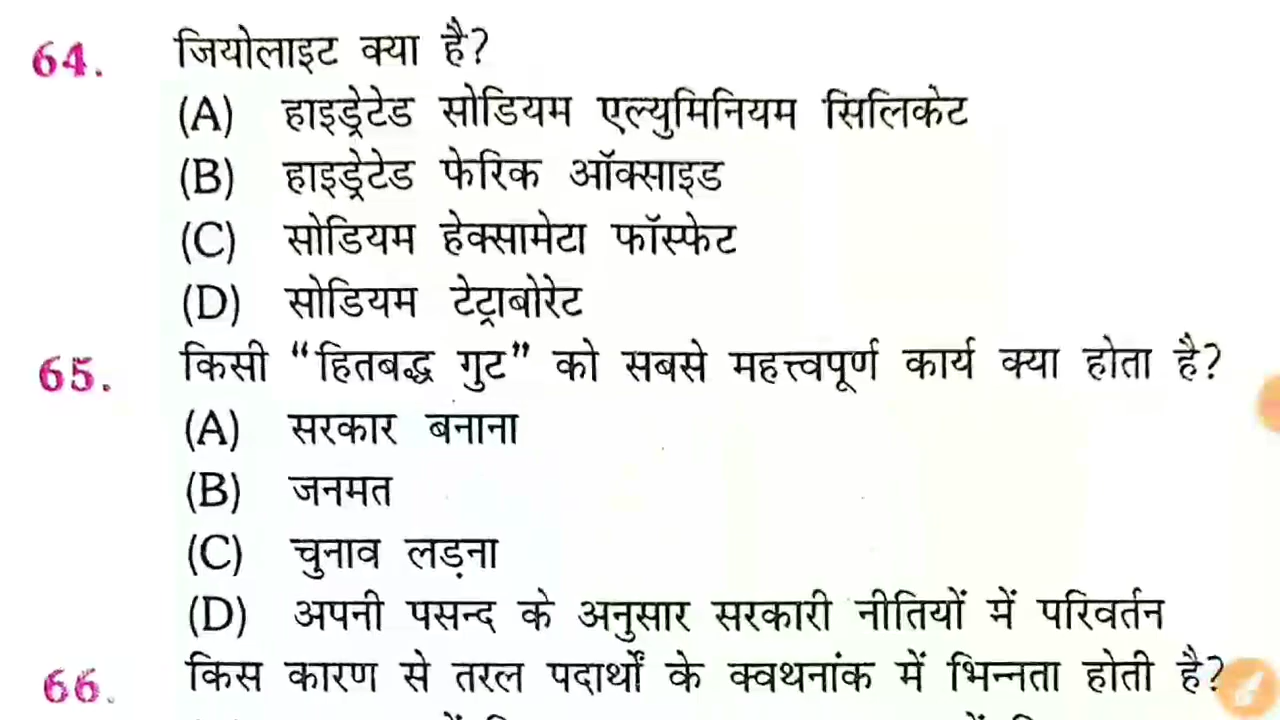 64. जियोलाइट क्या है?
(A) हाइड्रेटेड सोडियम एल्युमिनियम सिलिकेट
(B) हाइड्रेटेड फेरिक ऑक्साइड
(C) सोडियम हेक्सामेटा फॉस्फेट
(D) सोडियम टेट्राबोरेट
65. किसी “हितबद्ध गुट” को सबसे महत्त्वपूर्ण कार्य क्या होता है?
(A) सरकार बनाना
(B) जनमत
(C) चुनाव लड़ना
(D) अपनी पसन्द के अनुसार सरकारी नीतियों में परिवर्तन
66. किस कारण से तरल पदार्थों के क्वथनांक में भिन्नता होती है?